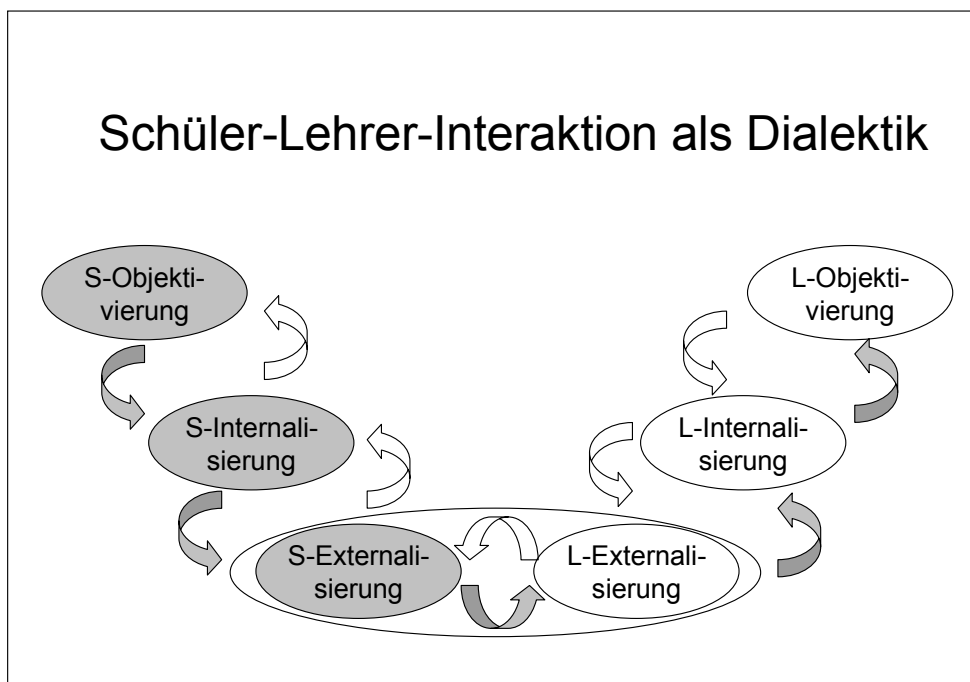 Schüler-Lehrer-Interaktion als Dialektik
S-Objekti-
vierung
L-Objekti-
vierung
S-Internali-
sierung
L-Internali-
sierung
S-Externali-
sierung
L-Externali-
sierung